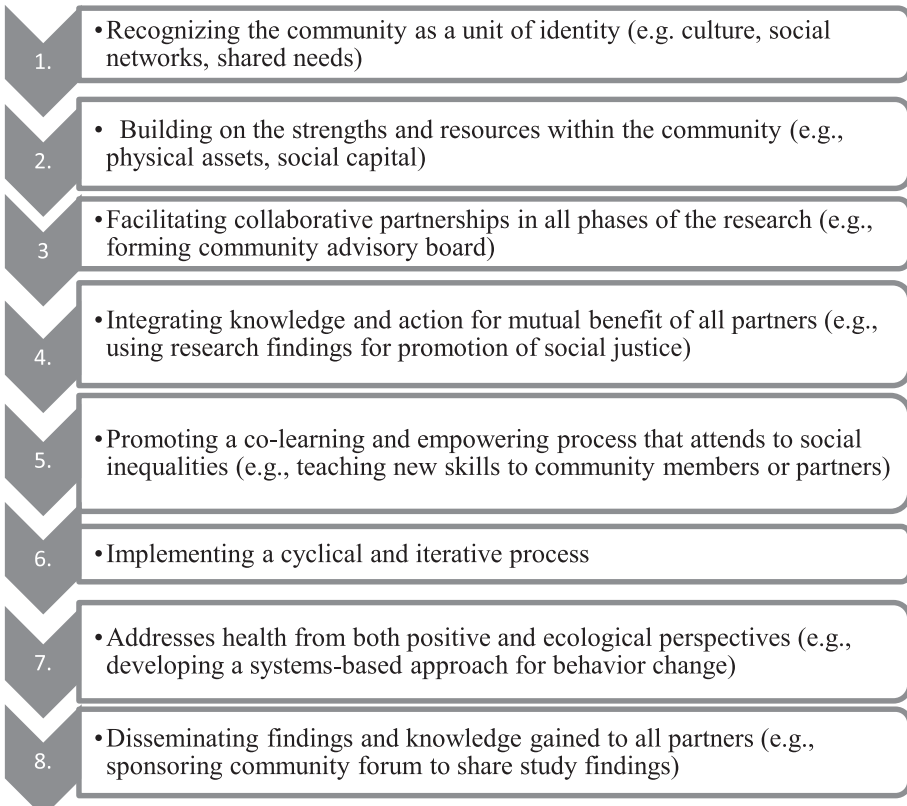 1.
•Recognizing the community as a unit of identity (e.g. culture, social
networks, shared needs)
2.
• Building on the strengths and resources within the community (e.g.,
physical assets, social capital)
3
•Facilitating collaborative partnerships in all phases of the research (e.g.,
forming community advisory board)
4.
•Integrating knowledge and action for mutual benefit of all partners (e.g.,
using research findings for promotion of social justice)
5.
•Promoting a co-learning and empowering process that attends to social
inequalities (e.g., teaching new skills to community members or partners)
6.
•Implementing a cyclical and iterative process
7.
•Addresses health from both positive and ecological perspectives (e.g.,
developing a systems-based approach for behavior change)
8.
•Disseminating findings and knowledge gained to all partners (e.g.,
sponsoring community forum to share study findings)